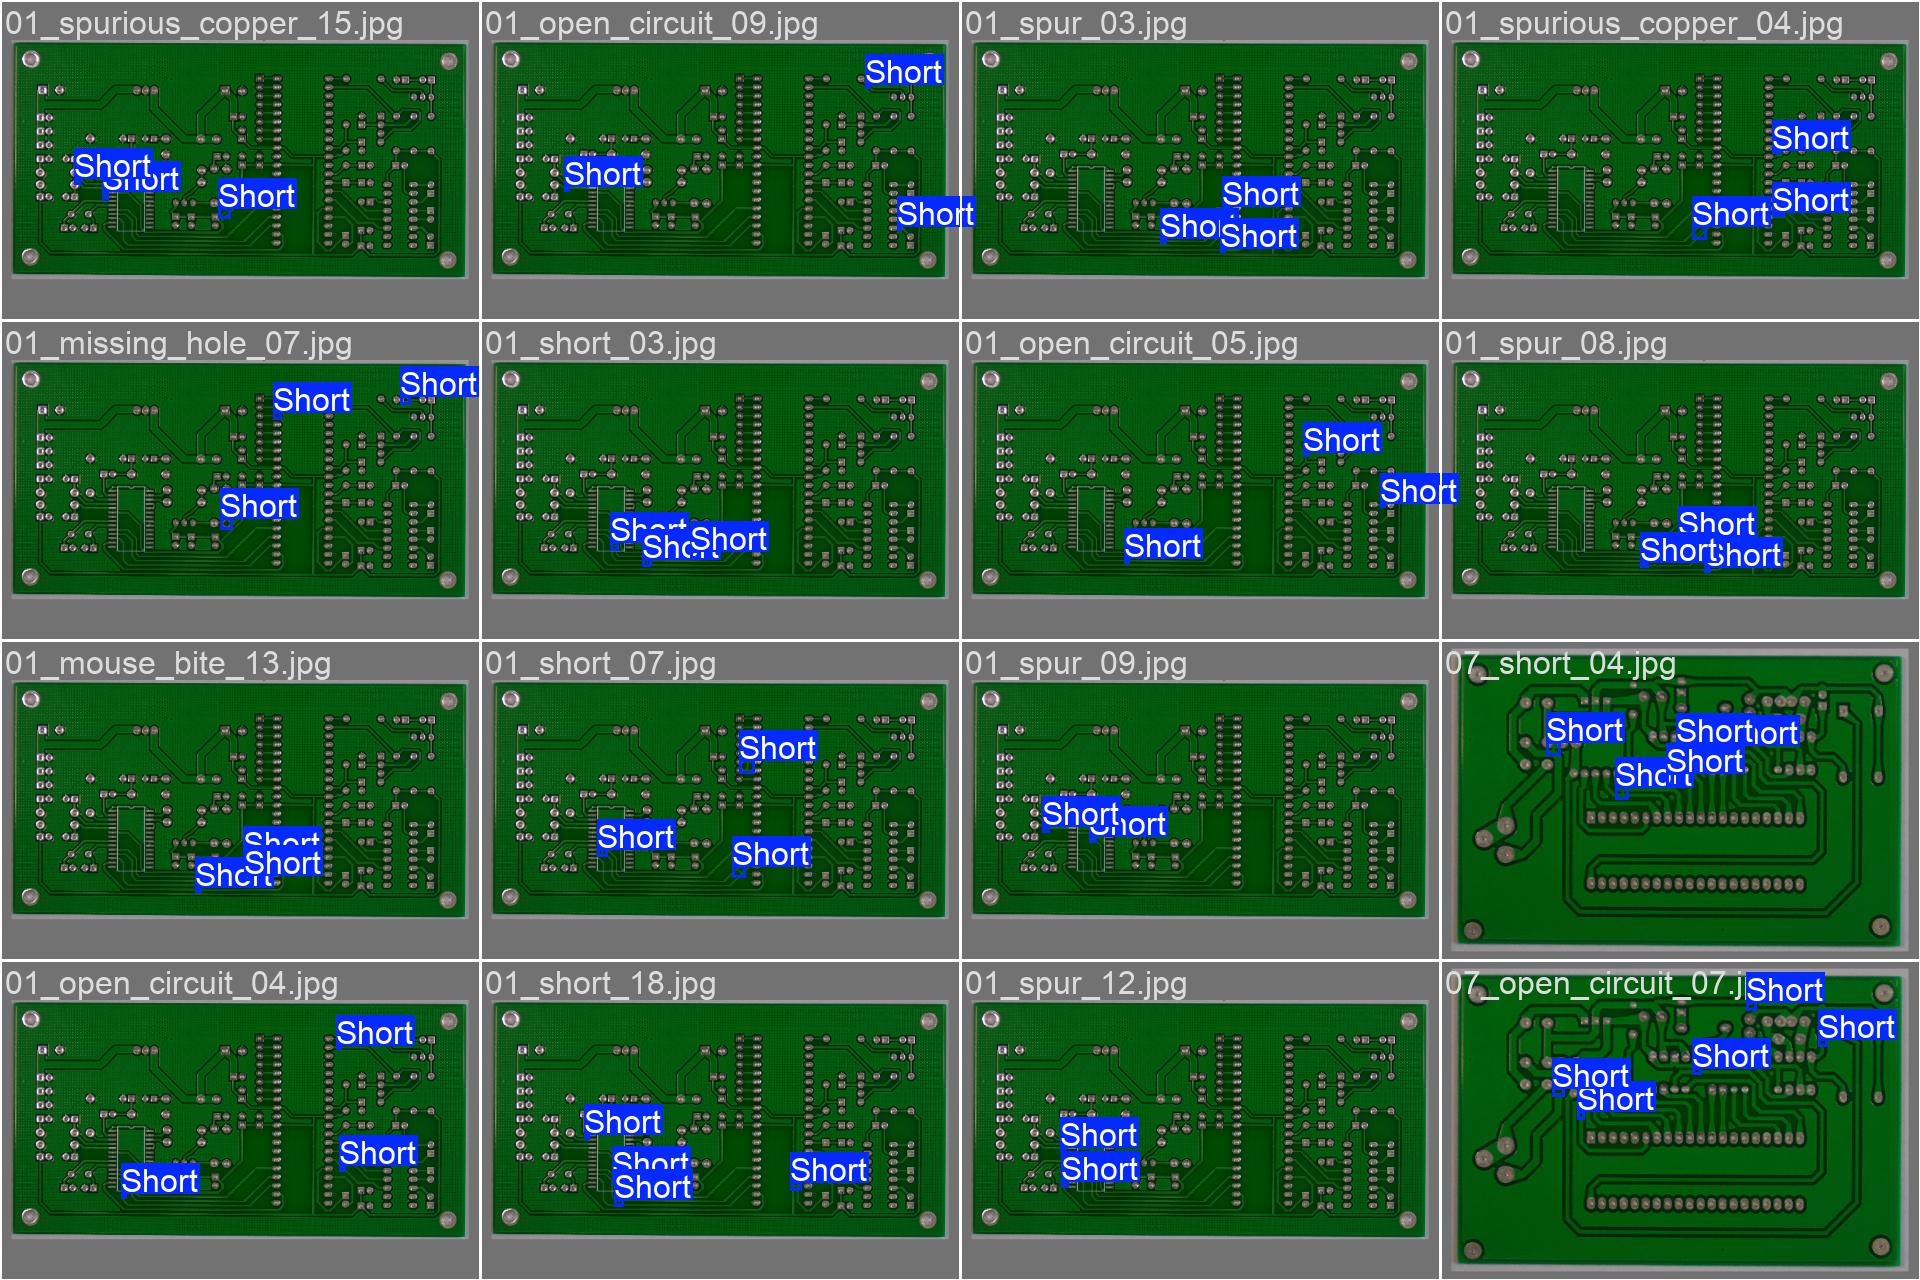 01_spurious_copper_15.jpg
01_open_circuit_09.jpg
01_spur_03.jpg
01_spurious_copper_04.jpg
Short
Short
Short
Short
Short
Short
Short
Short
Short
Short
Short
Short
01_missing_hole_07.jpg
01_short_03.jpg
01_open_circuit_05.jpg
01_spur_08.jpg
Short
Short
Short
Short
Short
Short
Short
Short
Short
Short
Short
Short
01_mouse_bite_13.jpg
01_short_07.jpg
01_spur_09.jpg
07_short_04.jpg
Short
Short
Short
Short
Short
Short
Short
Short
Short
Short
ort
Short
Short
01_open_circuit_04.jpg
01_short_18.jpg
01_spur_12.jpg
07_open_circuit_07.j
Short
Short
Short
Short
Short
Short
Short
Short
Short
Short
Short
Short
Short
Short